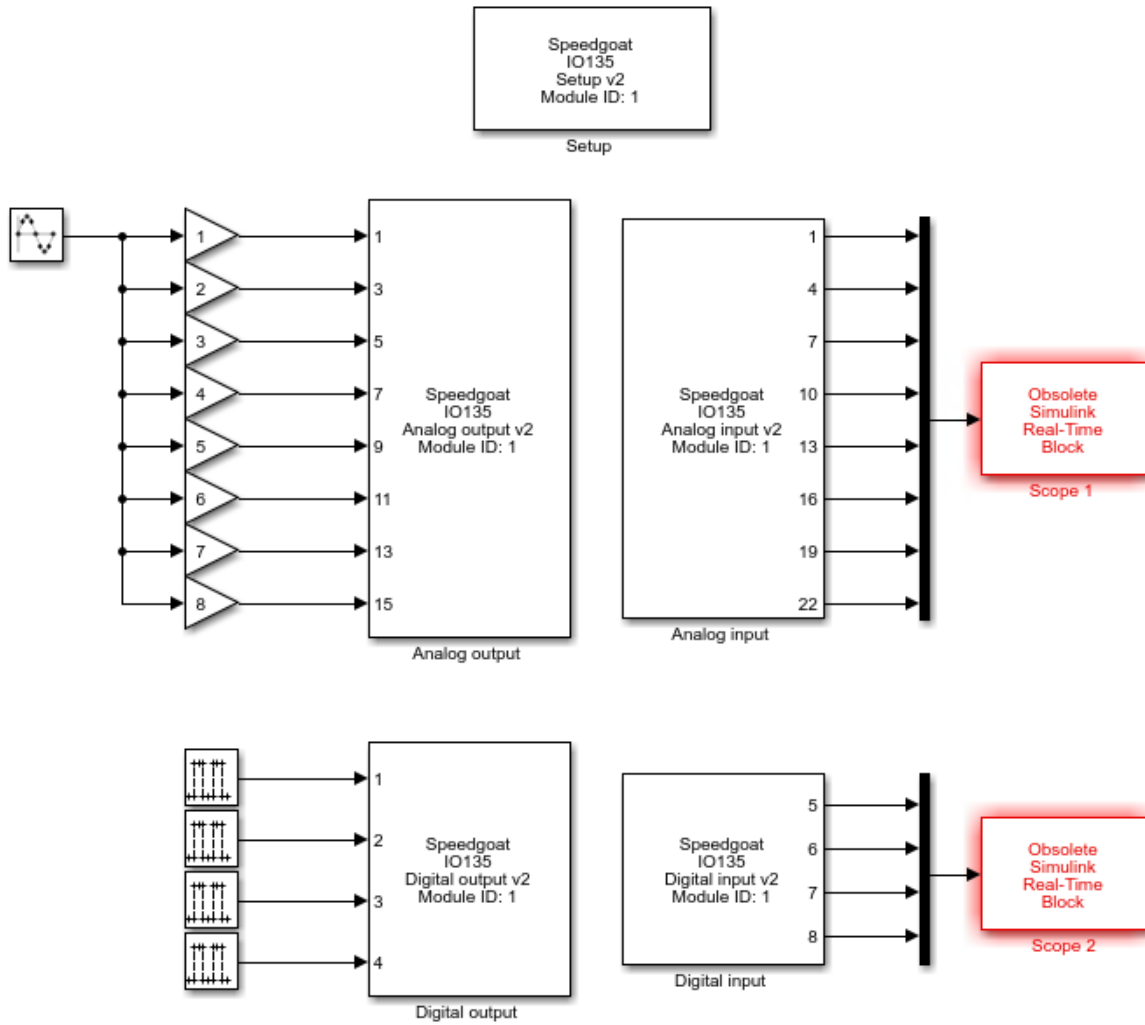 Speedgoat
IO135
Setup v2
Module ID: 1
Setup
1
2
3
4
5
6
7
8
1
3
5
7
9
11
13
15
Speedgoat
IO135
Analog output v2
Module ID: 1
Analog output
Speedgoat
IO135
Analog input v2
Module ID: 1
1
4
7
10
13
16
19
22
Analog input
Obsolete
Simulink
Real-Time
Block
Scope 1
1
2
3
4
Speedgoat
IO135
Digital output v2
Module ID: 1
Digital output
Speedgoat
IO135
Digital input v2
Module ID: 1
5
6
7
8
Digital input
Obsolete
Simulink
Real-Time
Block
Scope 2